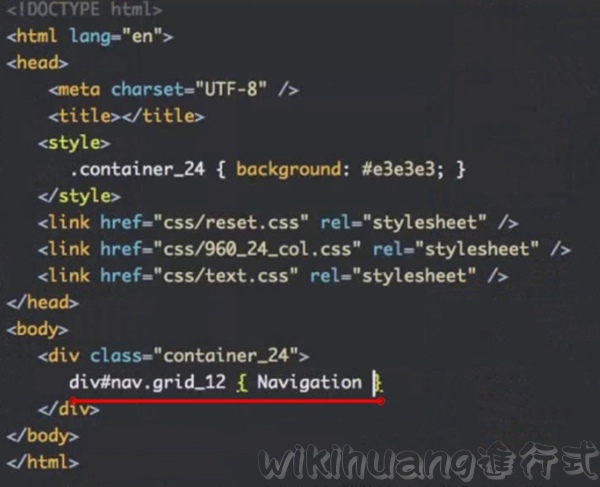 <!DOCTYPE html>
<html lang="en">
<head>
<meta charset="UTF-8" />
<title></title>
<style>
.container_24 { background: #e3e3e3; }
</style>
<link href="css/reset.css" rel="stylesheet" />
<link href="css/960_24_col.css" rel="stylesheet" />
<link href="css/text.css" rel="stylesheet" />
</head>
<body>
<div class="container_24">
div#nav.grid_12 { Navigation }
</div>
</body>
</html>
wikihuang進行式